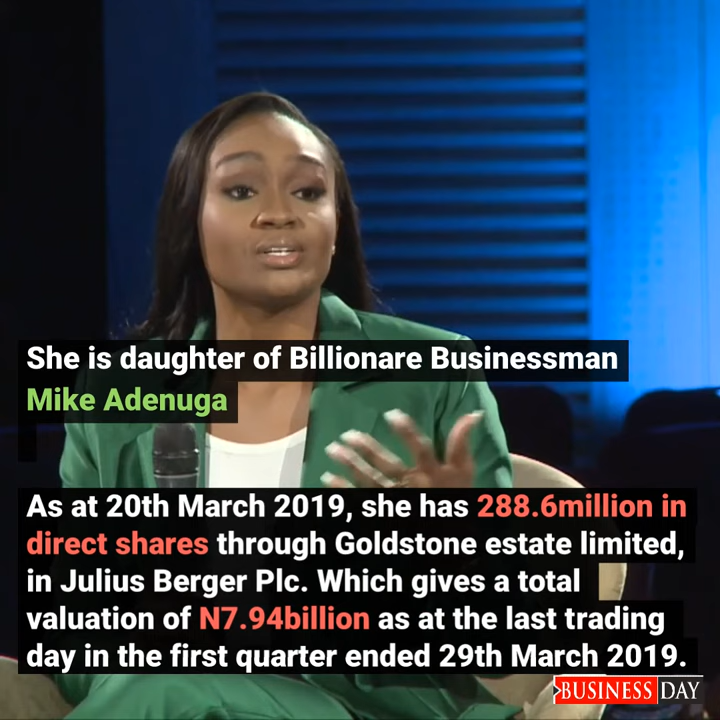 She is daughter of Billionare Businessman
Mike Adenuga
As at 20th March 2019, she has 288.6million in
direct shares through Goldstone estate limited,
in Julius Berger Plc. Which gives a total
valuation of N7.94billion as at the last trading
day in the first quarter ended 29th March 2019.
BUSINESS DAY